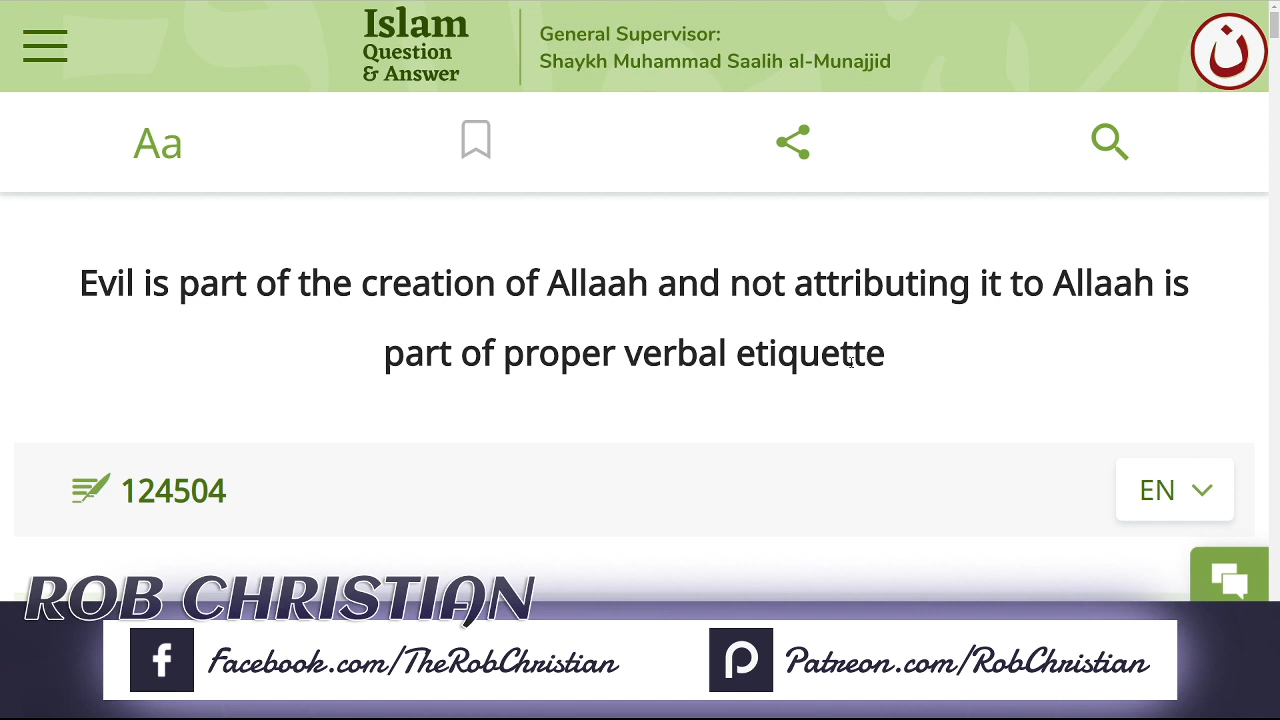 Islam
Question
& Answer
General Supervisor:
Shaykh Muhammad Saalih al-Munajjid
ن
Aa
Evil is part of the creation of Allaah and not attributing it to Allaah is
part of proper verbal etiquette
124504
EN
ROB CHRISTIAN
Facebook.com/TheRobChristian
Patreon.com/RobChristian